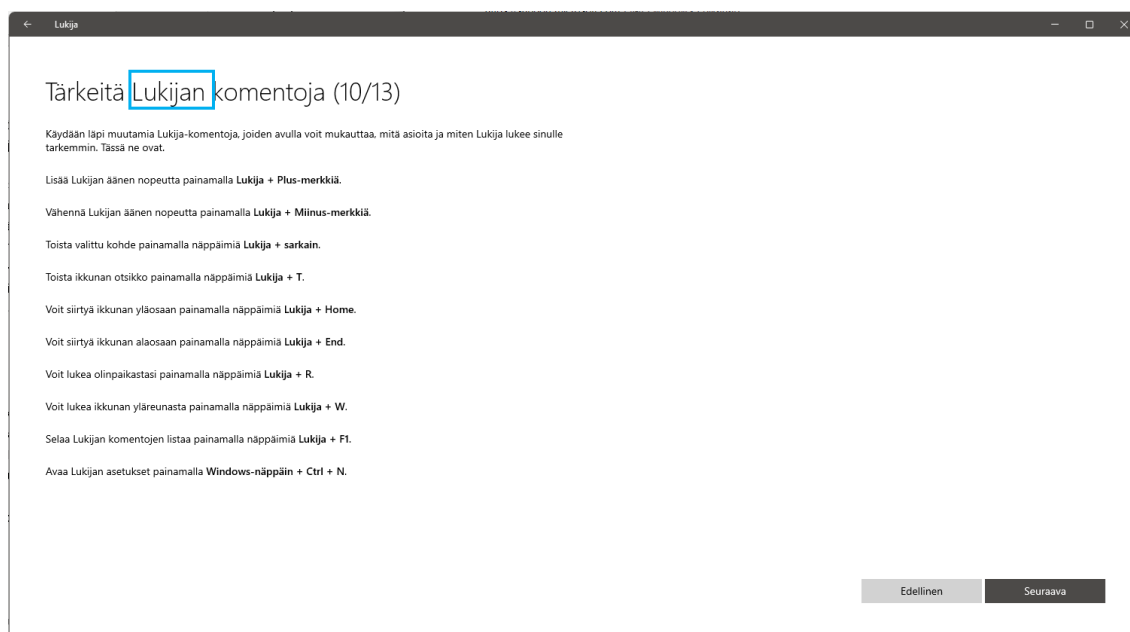 Lukija
Tärkeitä Lukijan komentoja (10/13)
Käydään läpi muutamia Lukija-komentoja, joiden avulla voit mukauttaa, mitä asioita ja miten Lukija lukee sinulle
tarkemmin. Tässä ne ovat.
Lisää Lukijan äänen nopeutta painamalla Lukija + Plus-merkkiä.
Vähennä Lukijan äänen nopeutta painamalla Lukija + Miinus-merkkiä.
Toista valittu kohde painamalla näppäimiä Lukija + sarkain.
Toista ikkunan otsikko painamalla näppäimiä Lukija + T.
Voit siirtyä ikkunan yläosaan painamalla näppäimiä Lukija + Home.
Voit siirtyä ikkunan alaosaan painamalla näppäimiä Lukija + End.
Voit lukea olinpaikastasi painamalla näppäimiä Lukija + R.
Voit lukea ikkunan yläreunasta painamalla näppäimiä Lukija + W.
Selaa Lukijan komentojen listaa painamalla näppäimiä Lukija + F1.
Avaa Lukijan asetukset painamalla Windows-näppäin + Ctrl + N.
Edellinen
Seuraava